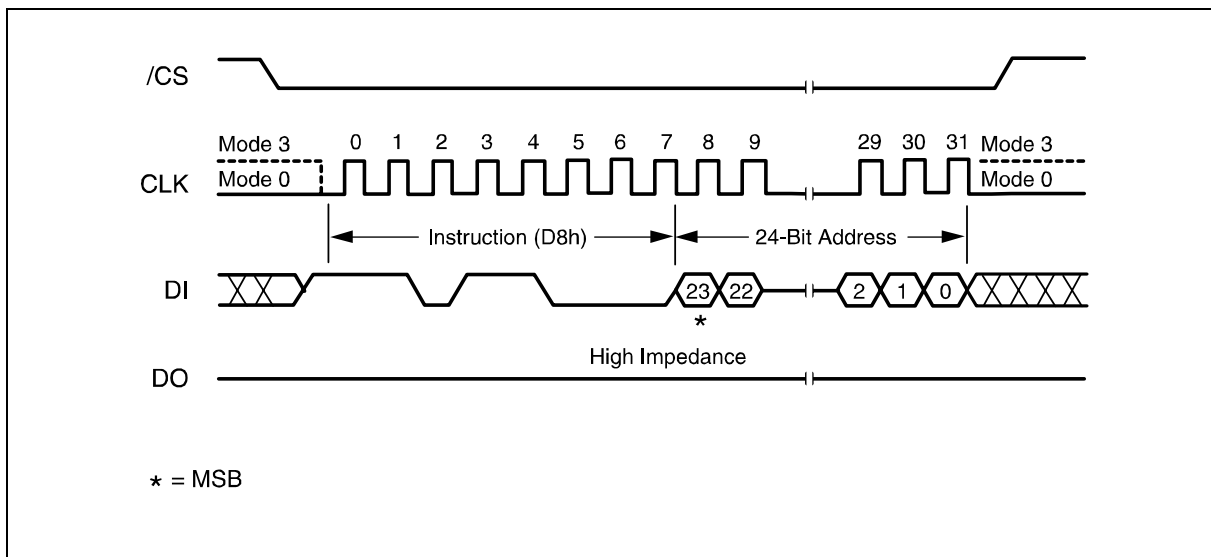 /CS
Mode 3 0 1 2 3 4 5 6 7 8 9 29 30 31 Mode 3
CLK Mode 0 Mode 0
Instruction (D8h) 24-Bit Address
DI 23 22 2 1 0
*
High Impedance
DO
* = MSB